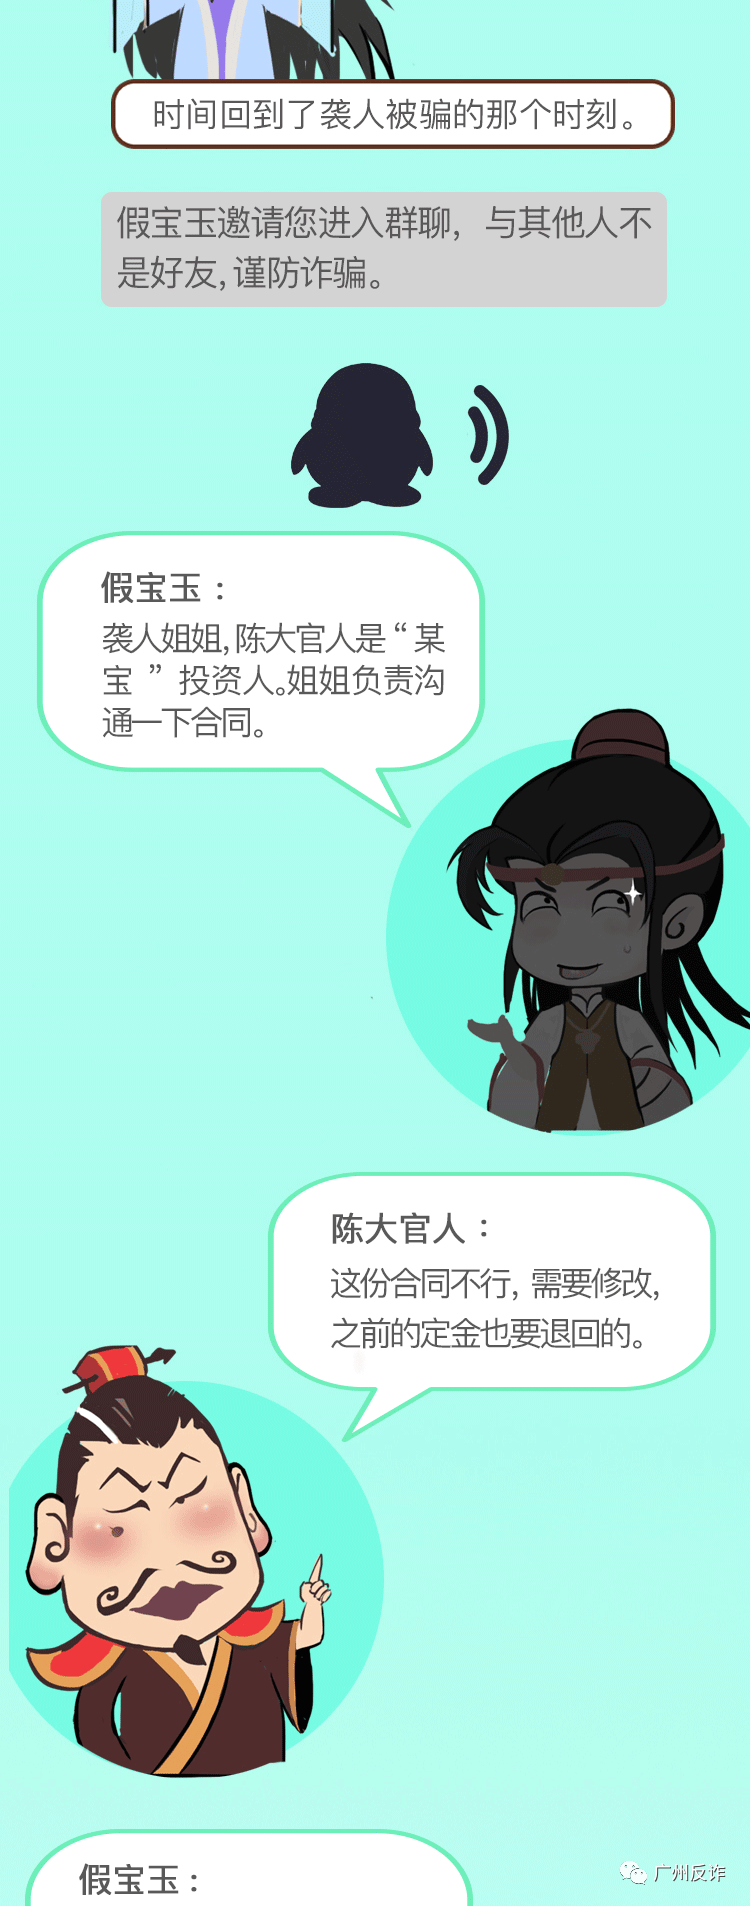 时间回到了袭人被骗的那个时刻。
假宝玉邀请您进入群聊，与其他人不
是好友，谨防诈骗。
假宝玉：
袭人姐姐，陈大官人是“某
宝”投资人。姐姐负责沟
通一下合同。
陈大官人：
这份合同不行，需要修改，
之前的定金也要退回的。
假宝玉：
广州反诈